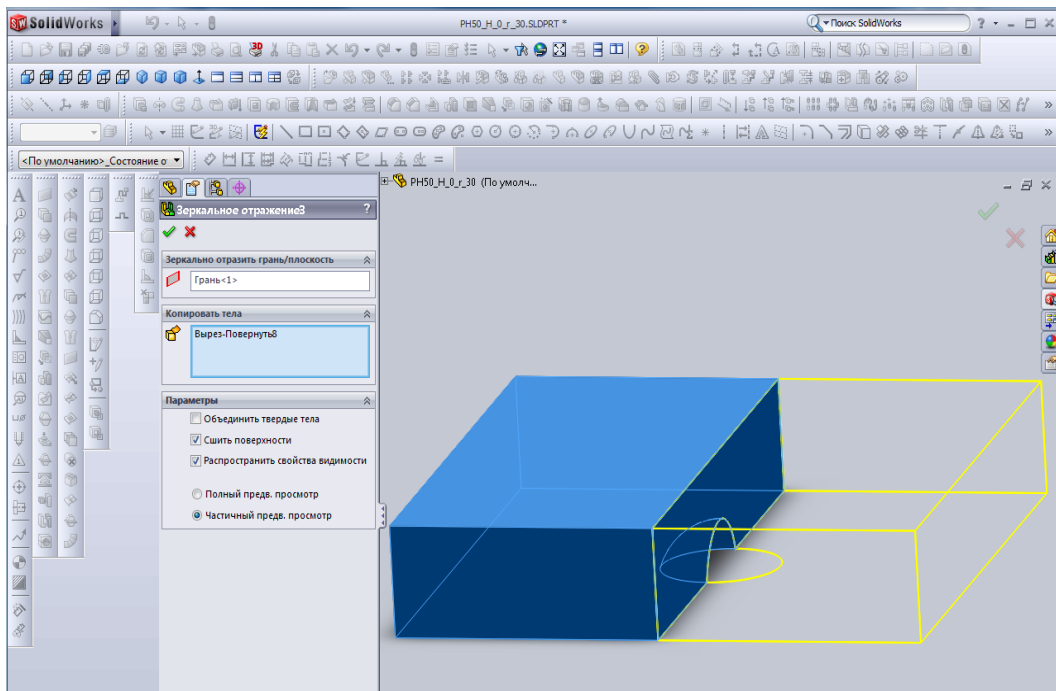 SolidWorks
PH50_H_0_r_30.SLDPRT *
Поиск SolidWorks
<По умолчанию>_Состояние о
PH50_H_0_r_30 (По умолч...
Зеркальное отражение3
?
Зеркально отразить грань/плоскость
Грань<1>
Копировать тела
Вырез-Повернуть8
Параметры
Объединить твердые тела
Сшить поверхности
Распространить свойства видимости
Полный предв. просмотр
Частичный предв. просмотр